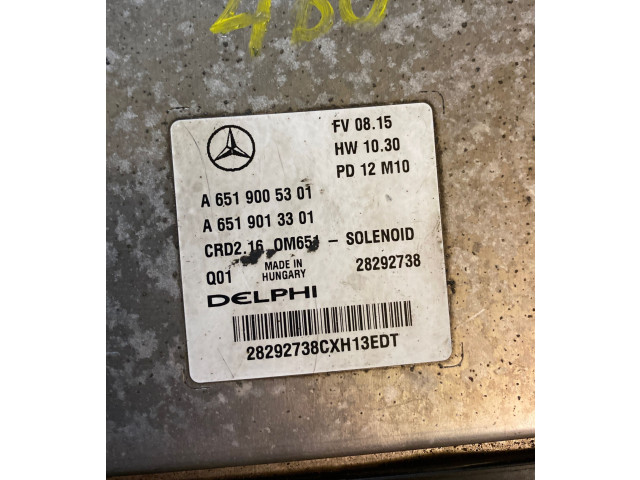 480
FV 08.15
HW 10.30
PD 12 M10
A 651 900 53 01
A 651 901 33 01
CRD2.16 OM651 - SOLENOID
Q01 MADE IN HUNGARY 28292738
DELPHI
28292738CXH13EDT